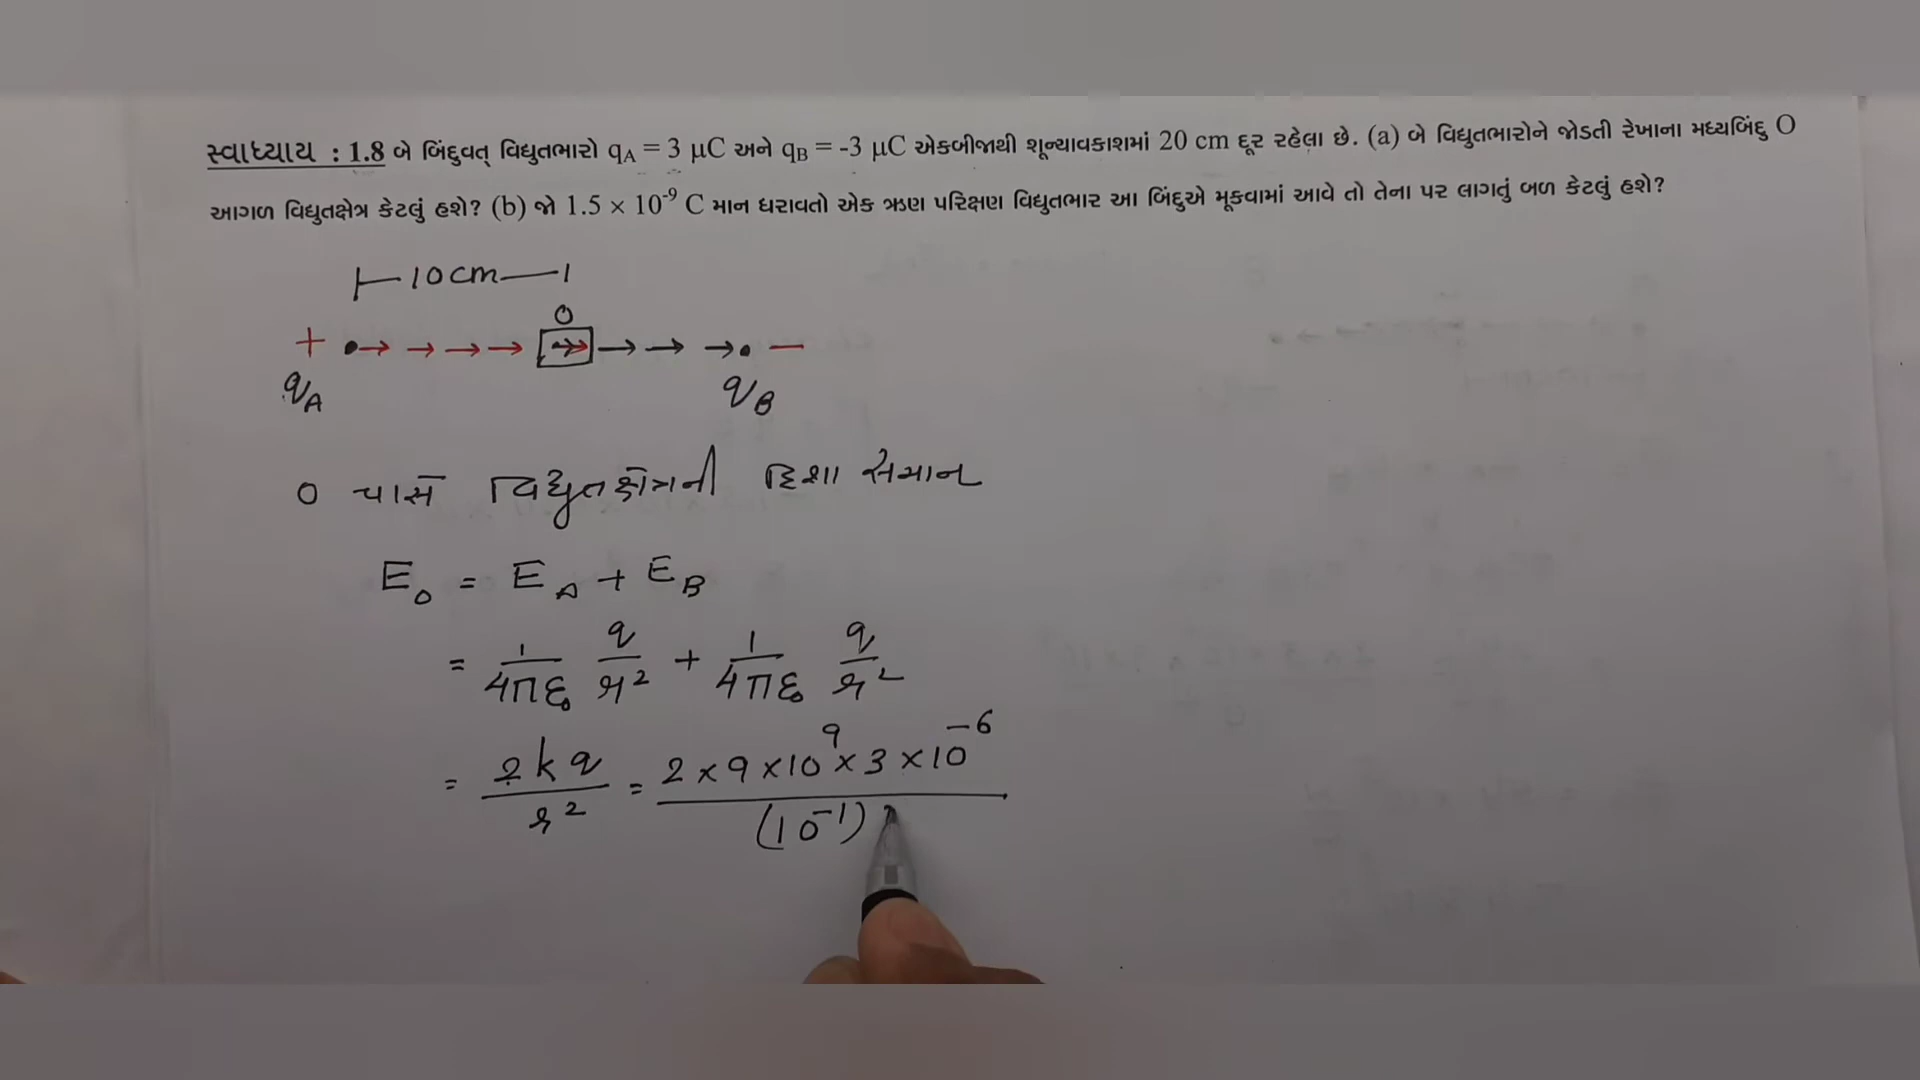 સ્વાધ્યાય : 1.8 બે બિંદુવત્ વિદ્યુતભારો qA = 3 μC અને qB = -3 μC એકબીજાથી શૂન્યાવકાશમાં 20 cm દૂર રહેલા છે. (a) બે વિદ્યુતભારોને જોડતી રેખાના મધ્યબિંદુ O
આગળ વિદ્યુતક્ષેત્ર કેટલું હશે? (b) જો 1.5 × 10⁻⁹ C માન ધરાવતો એક ઋણ પરિક્ષણ વિદ્યુતભાર આ બિંદુએ મૂકવામાં આવે તો તેના પર લાગતું બળ કેટલું હશે?
10 cm
O
+ → → → → → → → → −
qA qB
O પાસે વિદ્યુતક્ષેત્રની દિશા સમાન
E₀ = EA + EB
= 1/4πε₀ q/r² + 1/4πε₀ q/r²
= 2kq/r² = 2 × 9 × 10⁹ × 3 × 10⁻⁶/(10⁻¹)